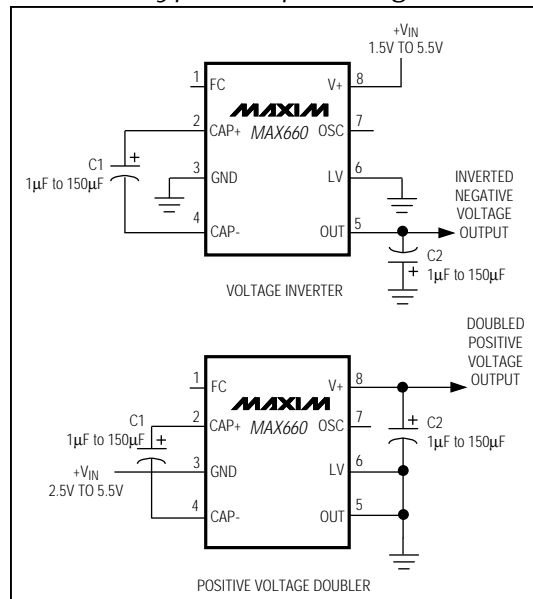 +VIN
1.5V TO 5.5V
1 FC V+ 8
MAXIM
2 CAP+ MAX660 OSC 7
C1
1µF to 150µF
3 GND LV 6
INVERTED
NEGATIVE
VOLTAGE
OUTPUT
4 CAP- OUT 5
C2
1µF to 150µF
VOLTAGE INVERTER
DOUBLED
POSITIVE
VOLTAGE
OUTPUT
1 FC V+ 8
MAXIM
2 CAP+ MAX660 OSC 7
C1
1µF to 150µF
C2
1µF to 150µF
+VIN
2.5V TO 5.5V
3 GND LV 6
4 CAP- OUT 5
POSITIVE VOLTAGE DOUBLER